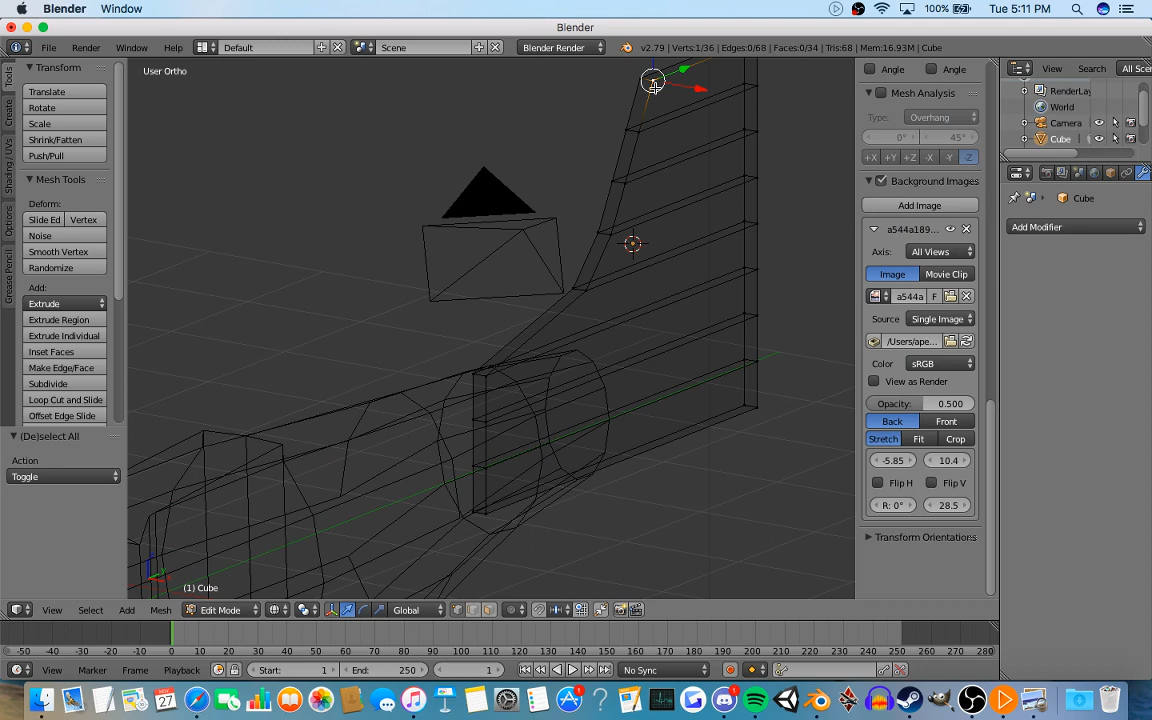 Blender Window 100% Tue 5:11 PM
Blender
File Render Window Help Default Scene Blender Render v2.79 | Verts:1/36 | Edges:0/68 | Faces:0/34 | Tris:68 | Mem:16.93M | Cube
View Search All Sce
Tools
Create
Shading / UVs
Options
Grease Pencil
Transform
Translate
Rotate
Scale
Shrink/Fatten
Push/Pull
Mesh Tools
Deform:
Slide Ed Vertex
Noise
Smooth Vertex
Randomize
Add:
Extrude
Extrude Region
Extrude Individual
Inset Faces
Make Edge/Face
Subdivide
Loop Cut and Slide
Offset Edge Slide
(De)select All
Action
Toggle
User Ortho
(1) Cube
Angle Angle
Mesh Analysis
Type: Overhang
0° 45°
+X +Y +Z -X -Y -Z
Background Images
Add Image
a544a189...
Axis: All Views
Image Movie Clip
a544a F
Source Single Image
/Users/ape...
Color sRGB
View as Render
Opacity: 0.500
Back Front
Stretch Fit Crop
-5.85 10.4
Flip H Flip V
R: 0° 28.5
Transform Orientations
RenderLay
World
Camera
Cube
Cube
Add Modifier
View Select Add Mesh Edit Mode Global
-50 -40 -30 -20 -10 0 10 20 30 40 50 60 70 80 90 100 110 120 130 140 150 160 170 180 190 200 210 220 230 240 250 260 270 280
View Marker Frame Playback Start: 1 End: 250 1 No Sync
NOV
27
1
1